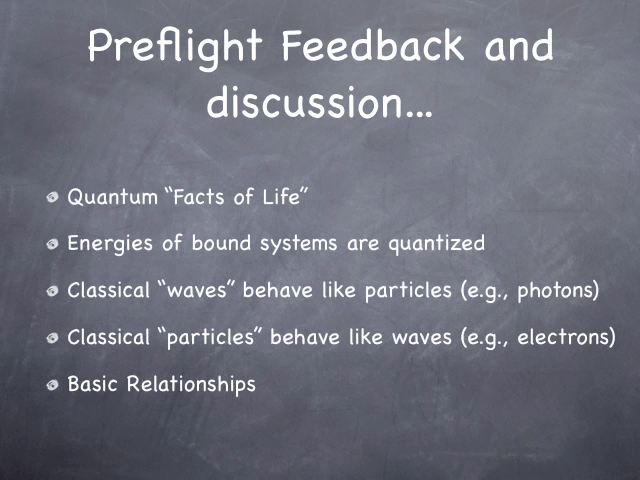 Preflight Feedback and
discussion...
Quantum “Facts of Life”
Energies of bound systems are quantized
Classical “waves” behave like particles (e.g., photons)
Classical “particles” behave like waves (e.g., electrons)
Basic Relationships